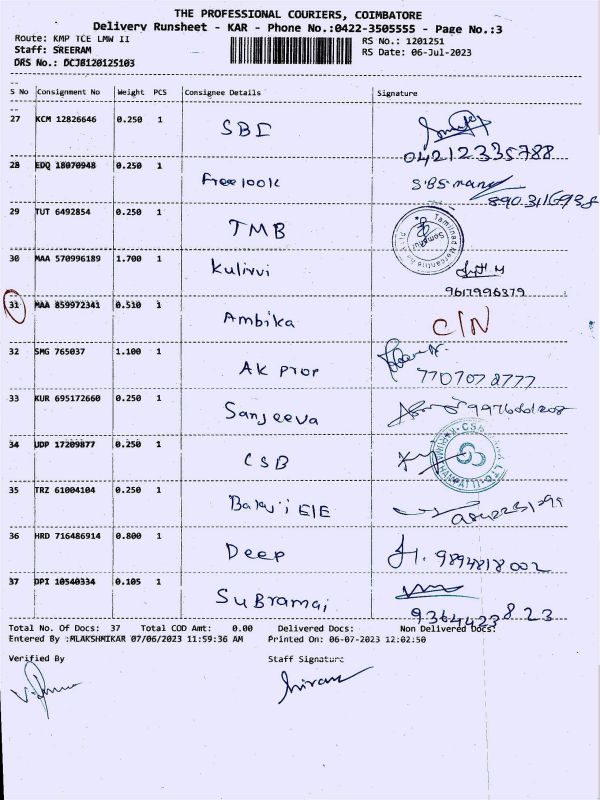 THE PROFESSIONAL COURIERS, COIMBATORE
Delivery Runsheet - KAR - Phone No.:0422-3505555 - Page No.:3
Route: KMP TCE LMW II RS No.: 1201251
Staff: SREERAM RS Date: 06-Jul-2023
DRS No.: DCJ8120125103
S No Consignment No Weight PCS Consignee Details Signature
27 KCM 12826646 0.250 1 SBI
04212335788
28 EDQ 18070948 0.250 1 Freelook
29 TUT 6492854 0.250 1 TMB
30 MAA 570996189 1.700 1 Kulivvi
9617996379
31 MAA 859972341 0.510 1 Ambika C/N
32 SMG 765037 1.100 1 AK Prop
7707072777
33 KUR 695172660 0.250 1 Sanjeeva
34 UDP 17209877 0.250 1 CSB
35 TRZ 61004104 0.250 1 Balaji EIE
36 HRD 716486914 0.800 1 Deep 9894818002
37 DPI 10540334 0.105 1 SuBramai
9364423823
Total No. Of Docs: 37 Total COD Amt: 0.00 Delivered Docs: Non Delivered Docs:
Entered By :MLAKSHMIKAR 07/06/2023 11:59:36 AM Printed On: 06-07-2023 12:02:50
Verified By Staff Signature